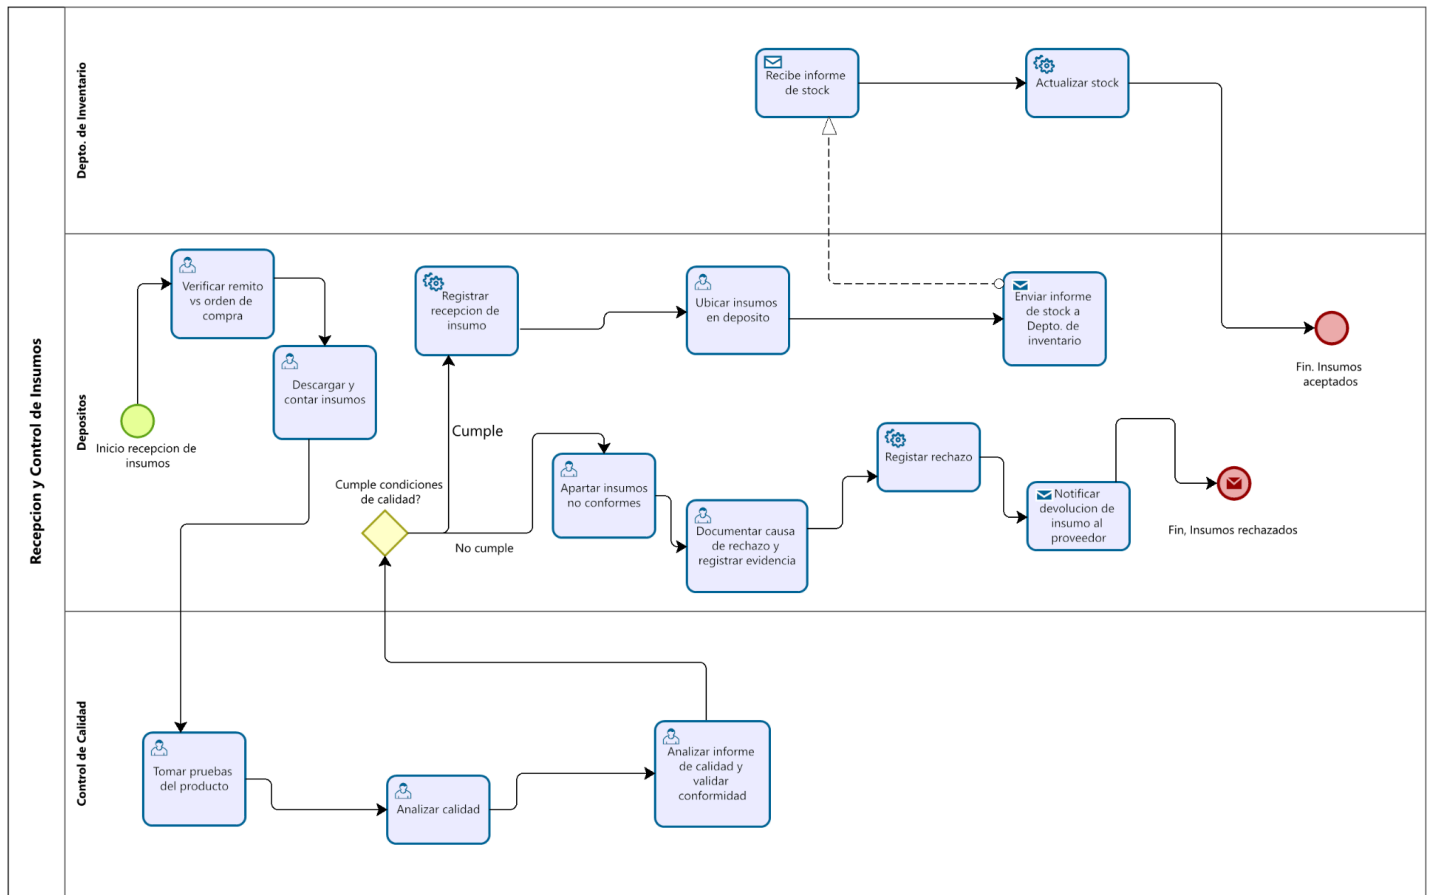 Recepcion y Control de Insumos
Depto. de Inventario
Recibe informe
de stock
Actualizar stock
Depositos
Inicio recepcion de
insumos
Verificar remito
vs orden de
compra
Descargar y
contar insumos
Cumple condiciones
de calidad?
Cumple
No cumple
Registrar
recepcion de
insumo
Ubicar insumos
en deposito
Enviar informe
de stock a
Depto. de
inventario
Fin. Insumos
aceptados
Apartar insumos
no conformes
Documentar causa
de rechazo y
registrar evidencia
Registar rechazo
Notificar
devolucion de
insumo al
proveedor
Fin, Insumos rechazados
Control de Calidad
Tomar pruebas
del producto
Analizar calidad
Analizar informe
de calidad y
validar
conformidad